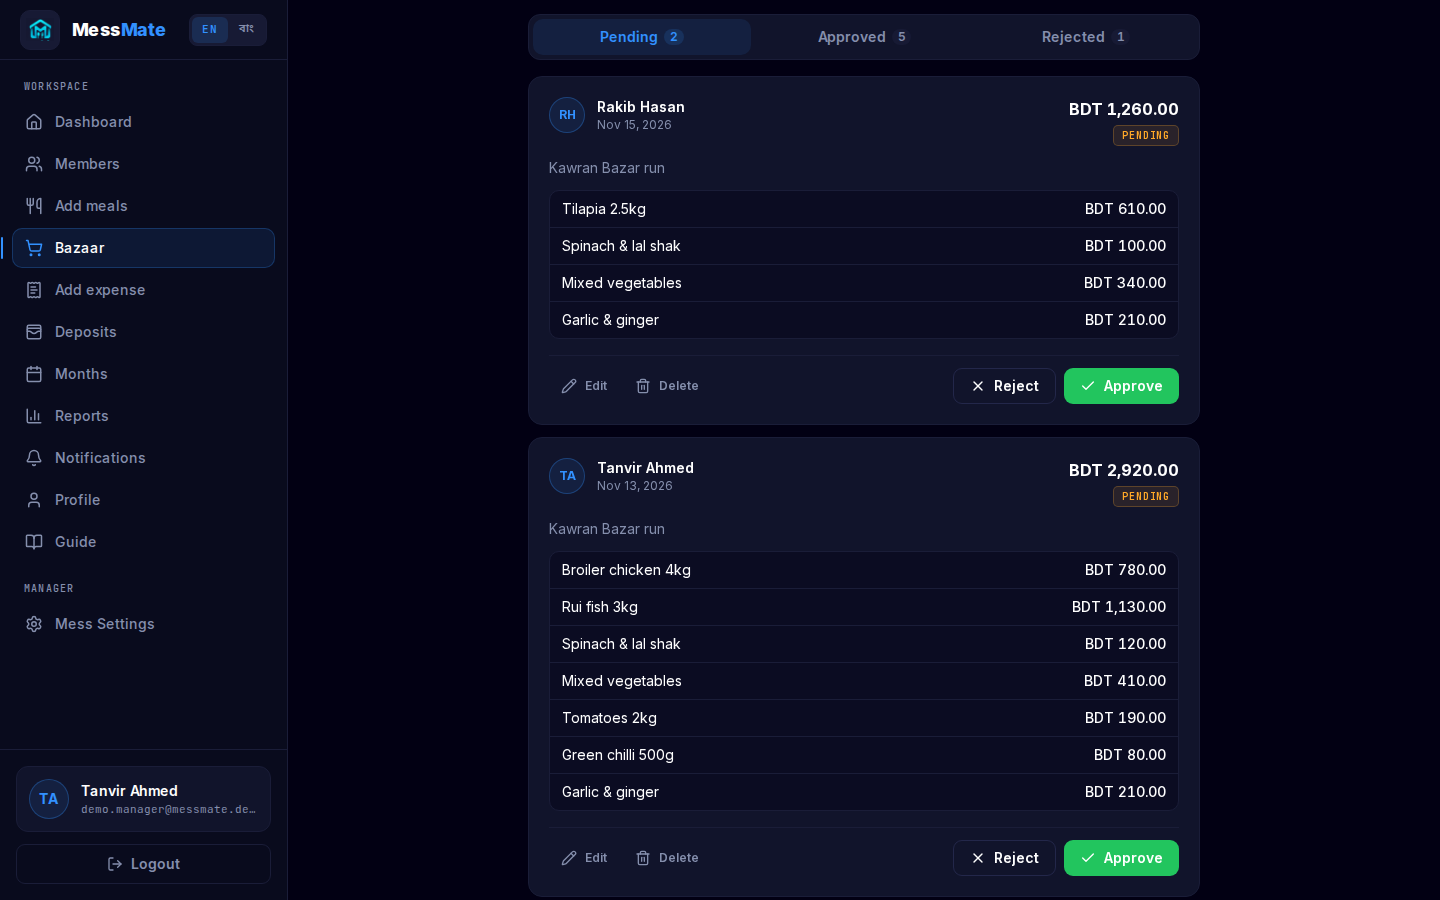 MessMate
EN
বাং
WORKSPACE
Dashboard
Members
Add meals
Bazaar
Add expense
Deposits
Months
Reports
Notifications
Profile
Guide
MANAGER
Mess Settings
TA
Tanvir Ahmed
demo.manager@messmate.de…
Logout
Pending 2
Approved 5
Rejected 1
RH
Rakib Hasan
Nov 15, 2026
BDT 1,260.00
PENDING
Kawran Bazar run
Tilapia 2.5kg BDT 610.00
Spinach & lal shak BDT 100.00
Mixed vegetables BDT 340.00
Garlic & ginger BDT 210.00
Edit
Delete
Reject
Approve
TA
Tanvir Ahmed
Nov 13, 2026
BDT 2,920.00
PENDING
Kawran Bazar run
Broiler chicken 4kg BDT 780.00
Rui fish 3kg BDT 1,130.00
Spinach & lal shak BDT 120.00
Mixed vegetables BDT 410.00
Tomatoes 2kg BDT 190.00
Green chilli 500g BDT 80.00
Garlic & ginger BDT 210.00
Edit
Delete
Reject
Approve